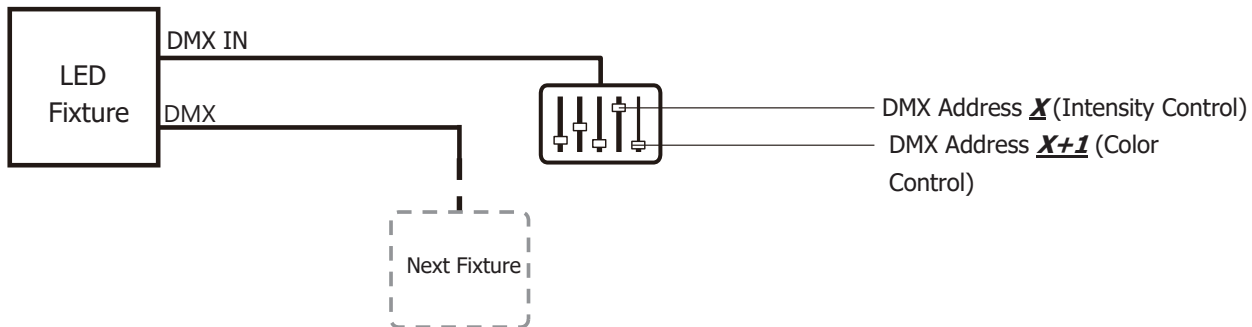 DMX IN
LED
Fixture
DMX
DMX Address X (Intensity Control)
DMX Address X+1 (Color
Control)
Next Fixture